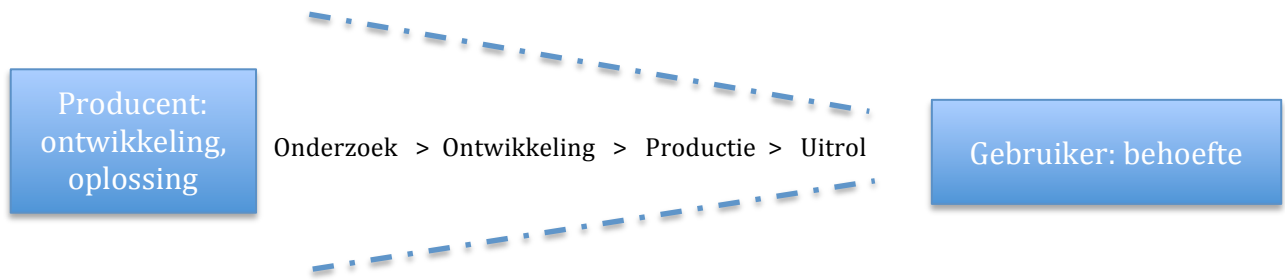 Producent:
ontwikkeling,
oplossing
Onderzoek > Ontwikkeling > Productie > Uitrol
Gebruiker: behoefte